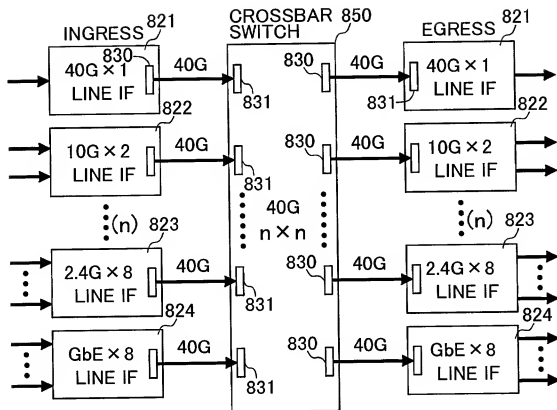 INGRESS 821
830
40G × 1
LINE IF
40G
831
822
10G × 2
LINE IF
40G
831
(n)
823
2.4G × 8
LINE IF
40G
831
824
GbE × 8
LINE IF
40G
831
CROSSBAR
SWITCH 850
830
40G
830
40G
40G
n × n
830
40G
830
40G
EGRESS 821
40G × 1
831
LINE IF
822
10G × 2
LINE IF
(n)
823
2.4G × 8
LINE IF
824
GbE × 8
LINE IF